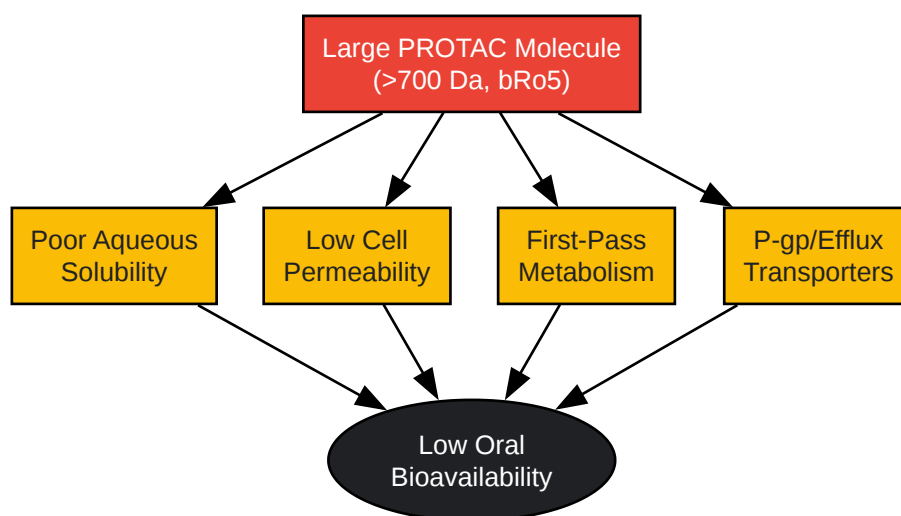 Large PROTAC Molecule
(>700 Da, bRo5)
Poor Aqueous
Solubility
Low Cell
Permeability
First-Pass
Metabolism
P-gp/Efflux
Transporters
Low Oral
Bioavailability